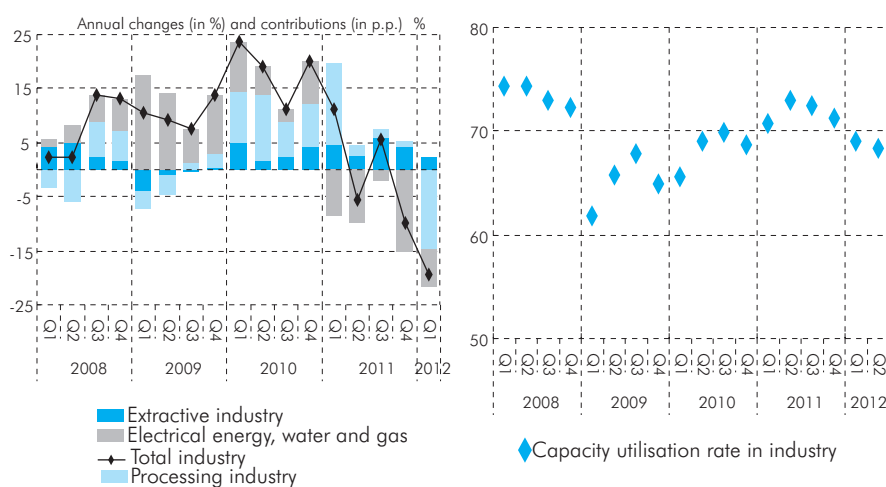 Annual changes (in %) and contributions (in p.p.) %
25
15
5
-5
-15
-25
Q1 Q2 Q3 Q4 Q1 Q2 Q3 Q4 Q1 Q2 Q3 Q4 Q1 Q2 Q3 Q4 Q1
2008 2009 2010 2011 2012
Extractive industry
Electrical energy, water and gas
Total industry
Processing industry
80
70
60
50
Q1 Q2 Q3 Q4 Q1 Q2 Q3 Q4 Q1 Q2 Q3 Q4 Q1 Q2 Q3 Q4 Q1 Q2
2008 2009 2010 2011 2012
Capacity utilisation rate in industry